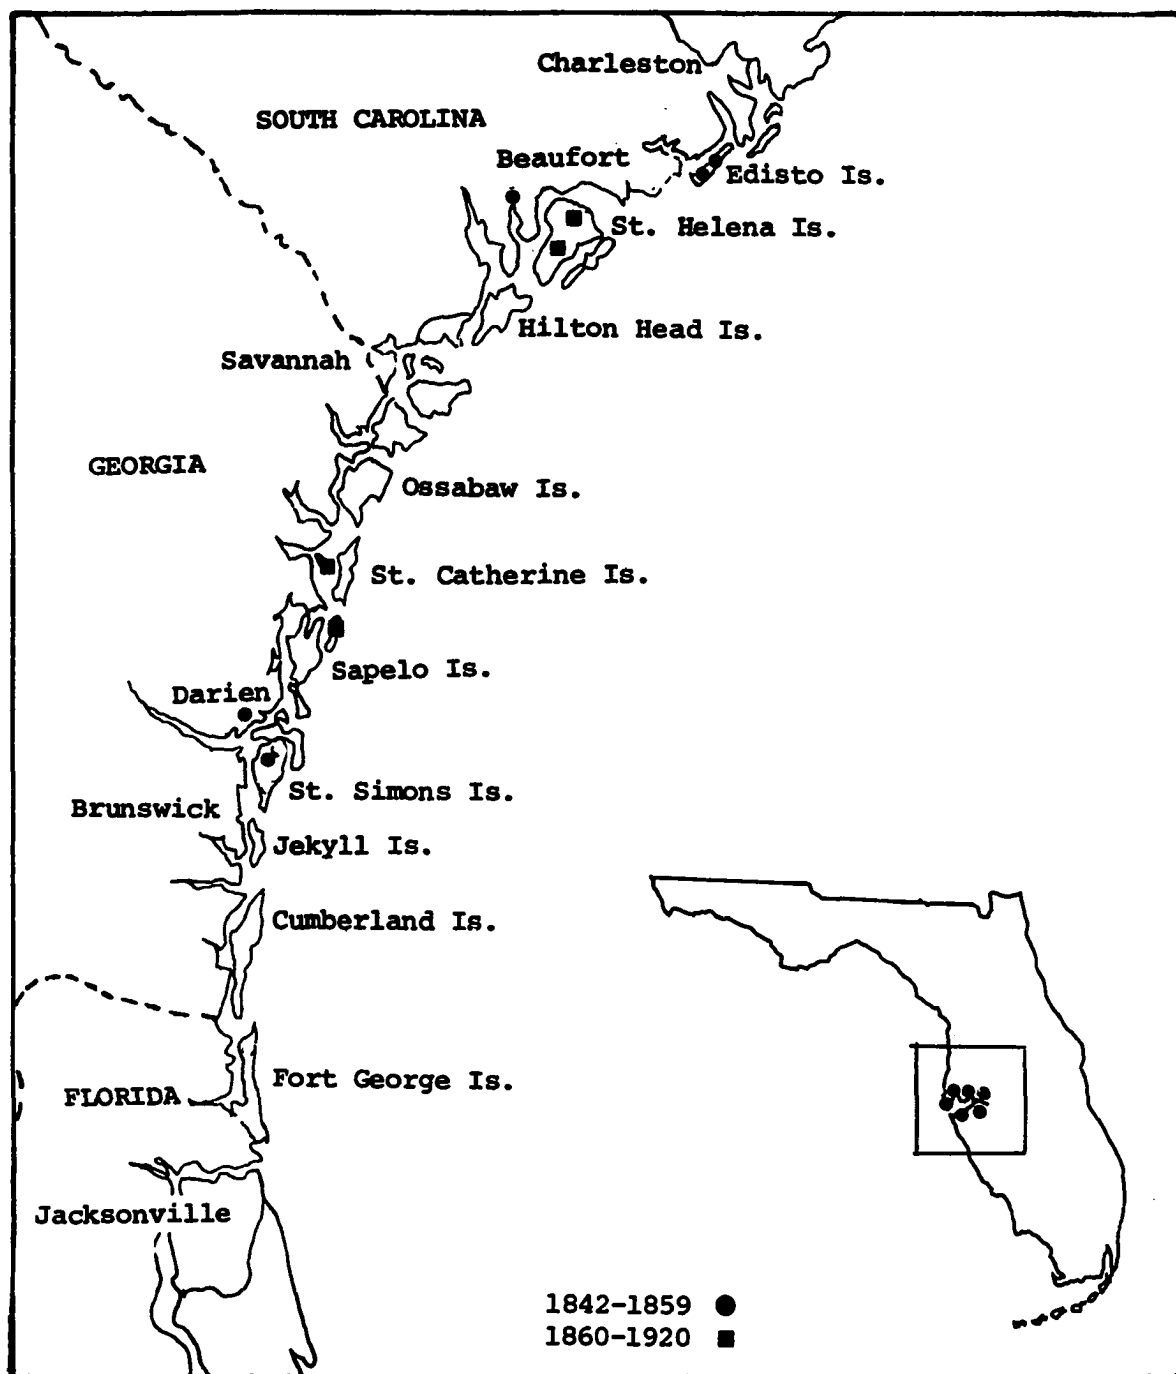 Charleston
SOUTH CAROLINA
Beaufort
Edisto Is.
St. Helena Is.
Hilton Head Is.
Savannah
GEORGIA
Ossabaw Is.
St. Catherine Is.
Sapelo Is.
Darien
St. Simons Is.
Brunswick
Jekyll Is.
Cumberland Is.
Fort George Is.
FLORIDA
Jacksonville
1842-1859
1860-1920